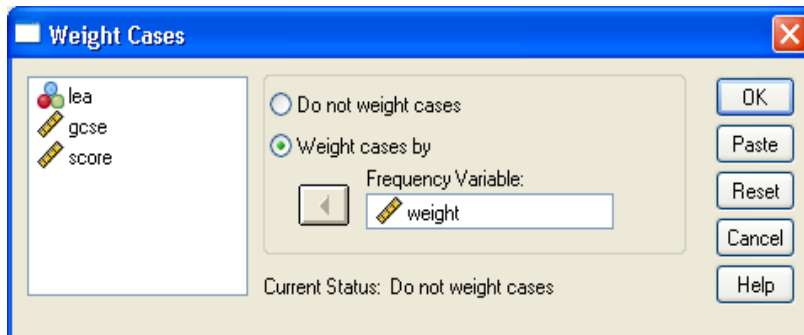 Weight Cases
lea
gcse
score
Do not weight cases
Weight cases by
Frequency Variable:
weight
Current Status: Do not weight cases
OK
Paste
Reset
Cancel
Help